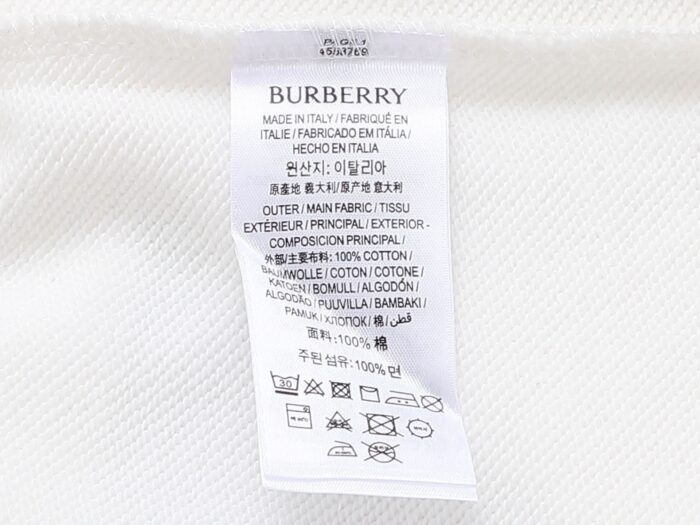 BURBERRY
MADE IN ITALY / FABRIQUÉ EN
ITALIE / FABRICADO EM ITÁLIA /
HECHO EN ITALIA
원산지: 이탈리아
原產地 義大利/原产地 意大利
OUTER / MAIN FABRIC / TISSU
EXTÉRIEUR / PRINCIPAL / EXTERIOR -
COMPOSICION PRINCIPAL /
外部/主要布料: 100% COTTON /
BAUMWOLLE / COTON / COTONE /
KATOEN / BOMULL / ALGODÓN /
ALGODÃO / PUUVILLA / BAMBAKI /
PAMUK / ХЛОПОК / 棉 / قطن
面料:100% 棉
주된 섬유: 100% 면
30